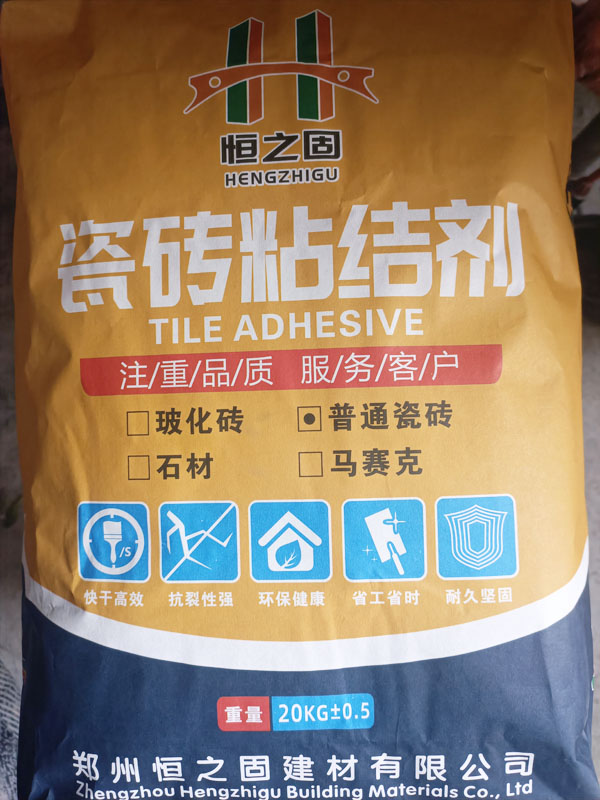 恒之固
HENGZHIGU
瓷砖粘结剂
TILE ADHESIVE
注/重/品/质 服/务/客/户
玻化砖 普通瓷砖
石材 马赛克
/S
快干高效 抗裂性强 环保健康 省工省时 耐久坚固
重量 20KG±0.5
郑州恒之固建材有限公司
Zhengzhou Hengzhigu Building Materials Co., Ltd